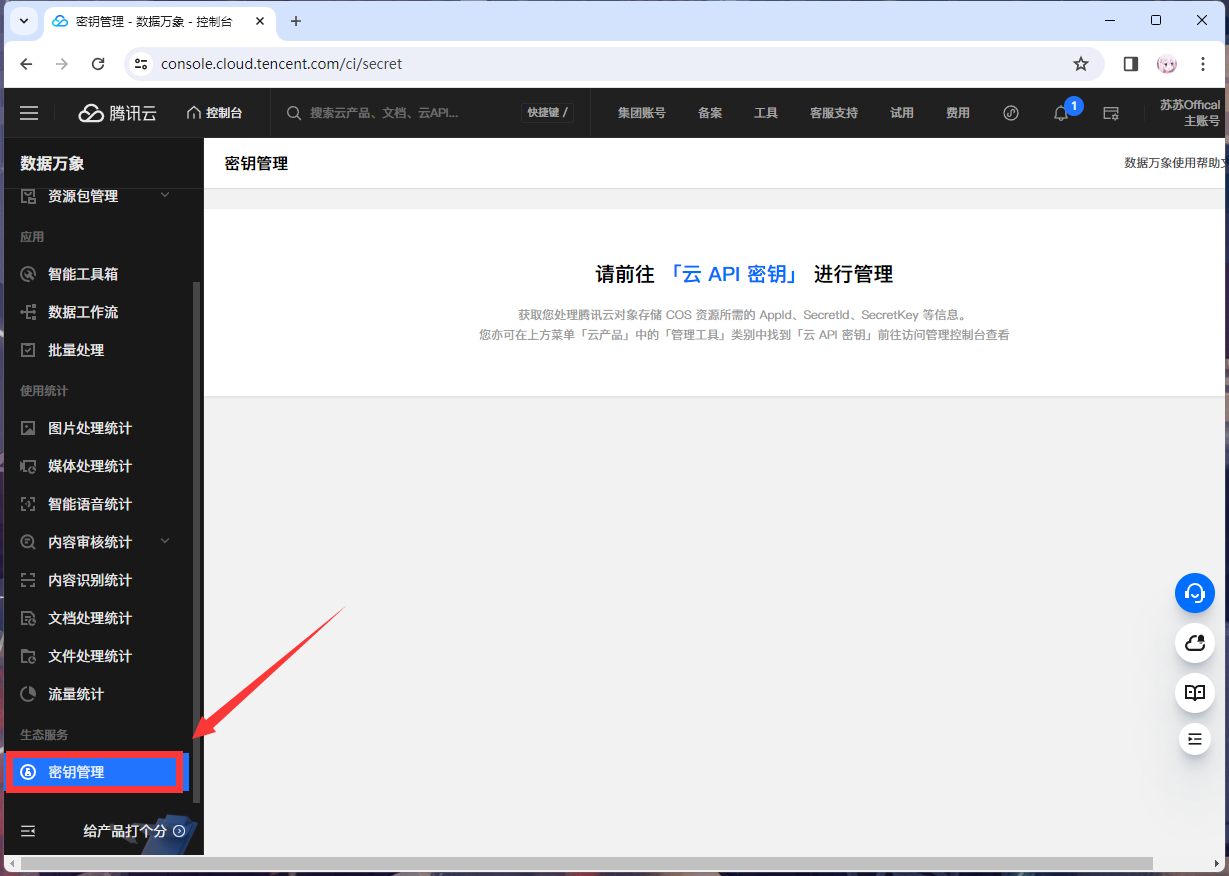 密钥管理 - 数据万象 - 控制台
console.cloud.tencent.com/ci/secret
腾讯云
控制台
搜索云产品、文档、云API...
快捷键 /
集团账号
备案
工具
客服支持
试用
费用
1
苏苏Offical
主账号
数据万象
资源包管理
应用
智能工具箱
数据工作流
批量处理
使用统计
图片处理统计
媒体处理统计
智能语音统计
内容审核统计
内容识别统计
文档处理统计
文件处理统计
流量统计
生态服务
密钥管理
给产品打个分
密钥管理
数据万象使用帮助文
请前往 「云 API 密钥」 进行管理
获取您处理腾讯云对象存储 COS 资源所需的 AppId、SecretId、SecretKey 等信息。
您亦可在上方菜单「云产品」中的「管理工具」类别中找到「云 API 密钥」前往访问管理控制台查看